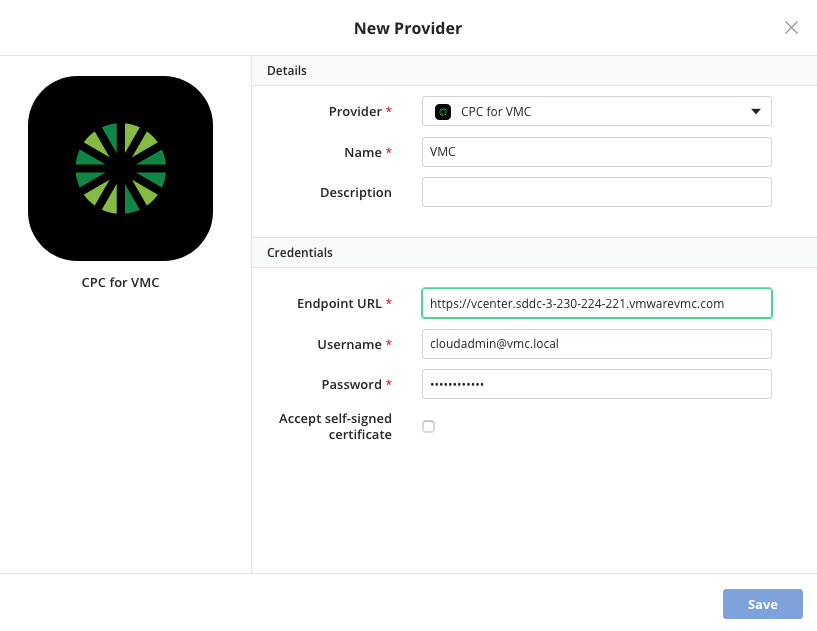 New Provider
CPC for VMC
Details
Provider *
CPC for VMC
Name *
VMC
Description
Credentials
Endpoint URL *
https://vcenter.sddc-3-230-224-221.vmwarevmc.com
Username *
cloudadmin@vmc.local
Password *
••••••••••••
Accept self-signed
certificate
Save